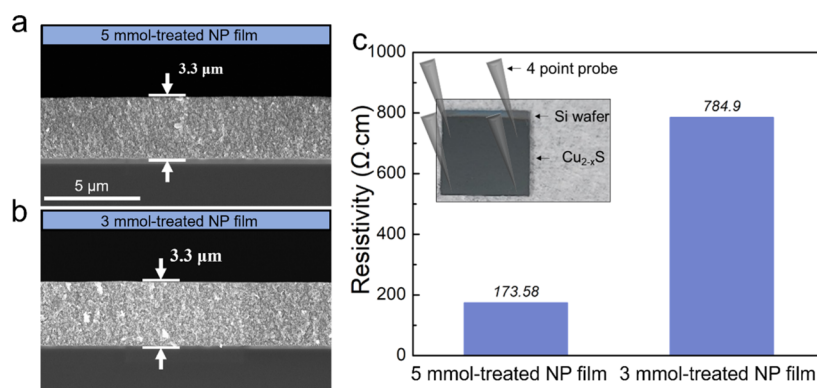 a
5 mmol-treated NP film
3.3 μm
5 μm
b
3 mmol-treated NP film
3.3 μm
c
Resistivity (Ω·cm)
1000
800
600
400
200
0
4 point probe
Si wafer
Cu2-xS
173.58
784.9
5 mmol-treated NP film
3 mmol-treated NP film